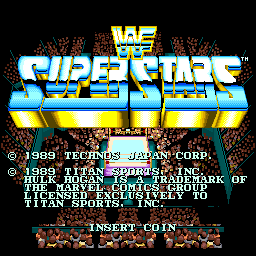 WF
SUPERSTARS™
© 1989 TECHNOS JAPAN CORP.
© 1989 TITAN SPORTS, INC.
HULK HOGAN IS A TRADEMARK OF
THE MARVEL COMICS GROUP
LICENSED EXCLUSIVELY TO
TITAN SPORTS, INC.
INSERT COIN